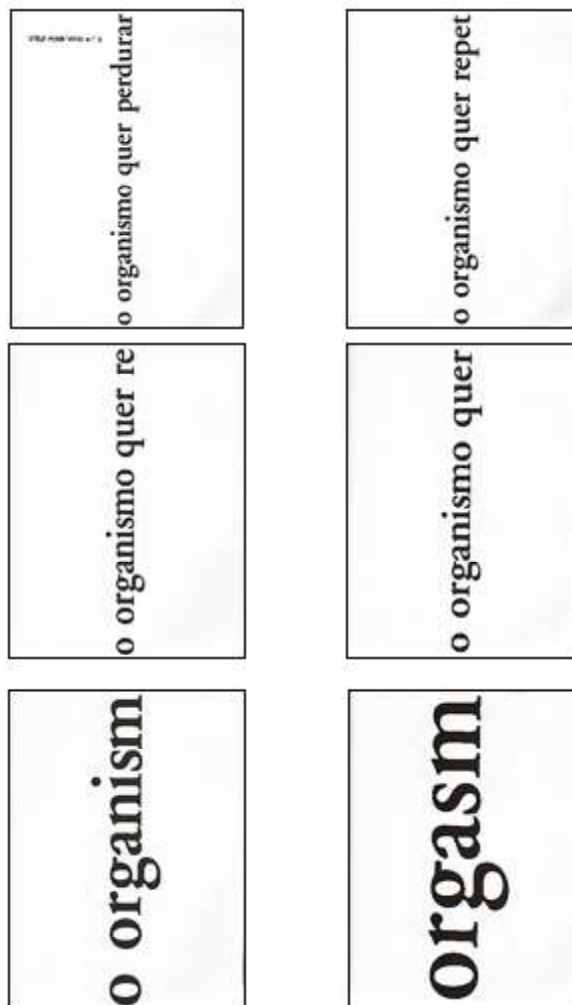 o organismo quer perdurar
o organismo quer repet
o organismo quer re
o organismo quer
o organism
orgasm